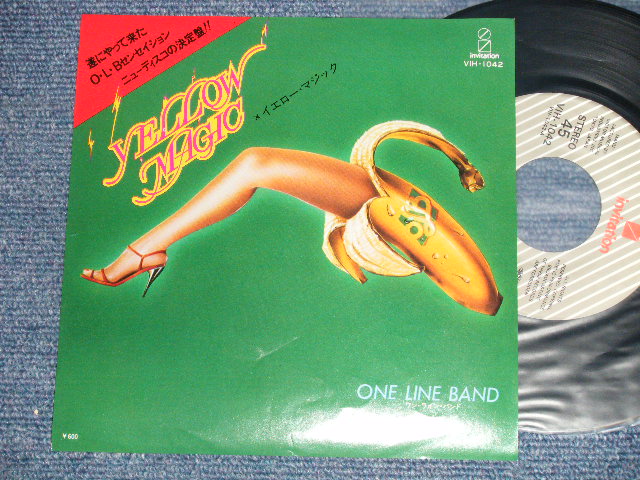 遂にやって来た
O・L・Bセンセイション
ニューディスコの決定盤!!
invitation
VIH-1042
YELLOW
MAGIC
×イエロー・マジック
ONE LINE BAND
¥600
STEREO
45
VIH-1042
invitation